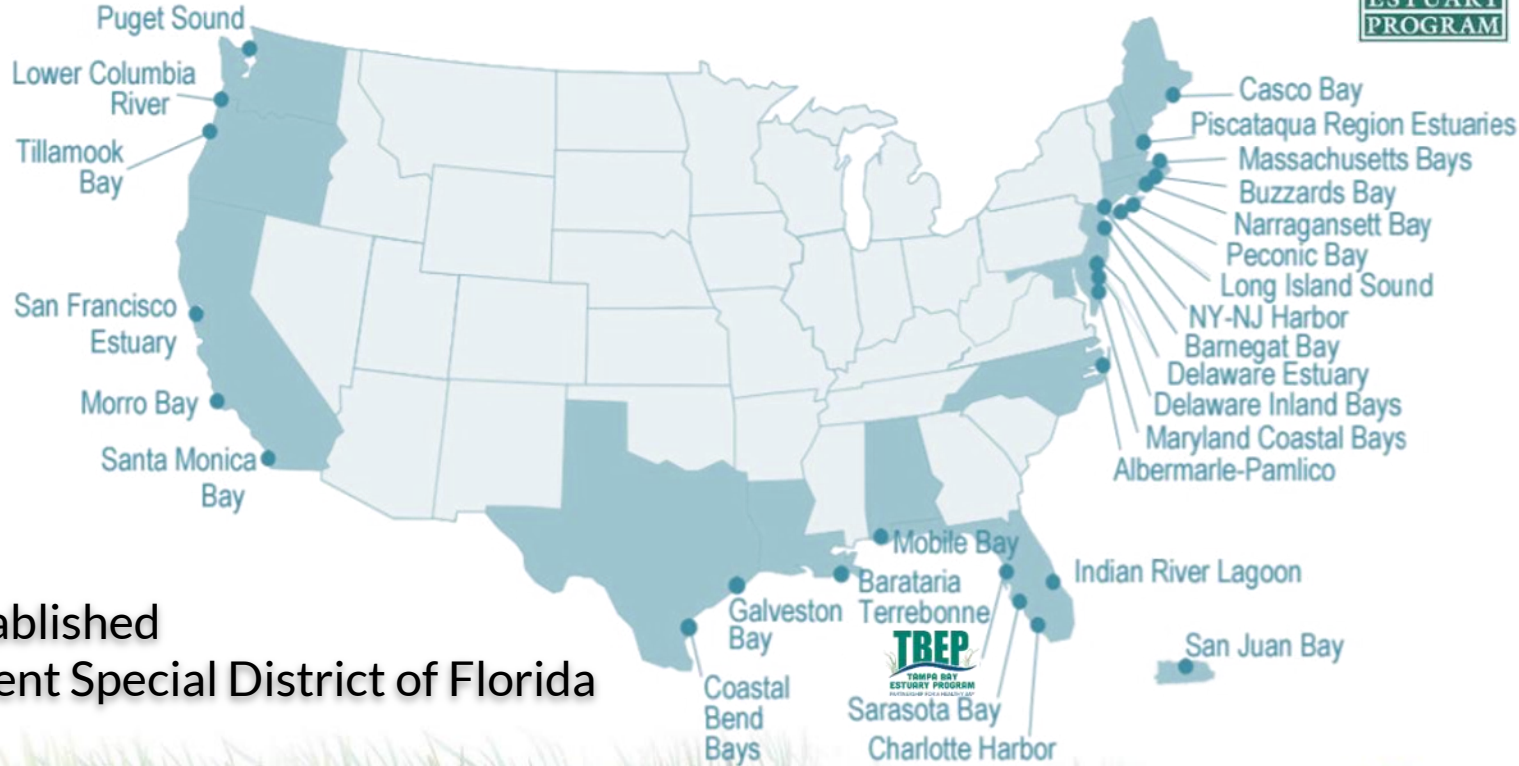 ESTUARY
PROGRAM
Puget Sound
Lower Columbia
River
Tillamook
Bay
San Francisco
Estuary
Morro Bay
Santa Monica
Bay
Casco Bay
Piscataqua Region Estuaries
Massachusetts Bays
Buzzards Bay
Narragansett Bay
Peconic Bay
Long Island Sound
NY-NJ Harbor
Barnegat Bay
Delaware Estuary
Delaware Inland Bays
Maryland Coastal Bays
Albermarle-Pamlico
Mobile Bay
Barataria
Terrebonne
Galveston
Bay
Coastal
Bend
Bays
Indian River Lagoon
TBEP
TAMPA BAY
ESTUARY PROGRAM
Sarasota Bay
Charlotte Harbor
San Juan Bay
ablished
ent Special District of Florida